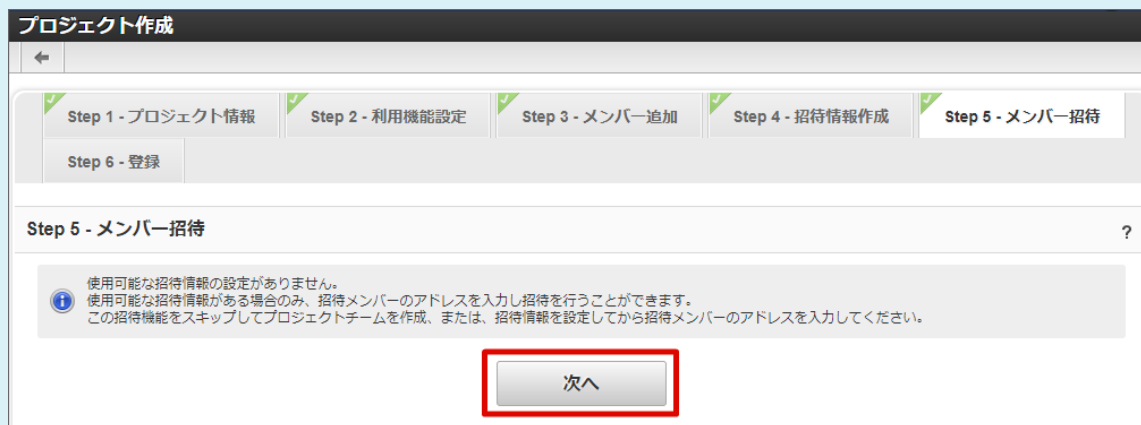 プロジェクト作成
Step 1 - プロジェクト情報
Step 2 - 利用機能設定
Step 3 - メンバー追加
Step 4 - 招待情報作成
Step 5 - メンバー招待
Step 6 - 登録
Step 5 - メンバー招待
?
使用可能な招待情報の設定がありません。
使用可能な招待情報がある場合のみ、招待メンバーのアドレスを入力し招待を行うことができます。
この招待機能をスキップしてプロジェクトチームを作成、または、招待情報を設定してから招待メンバーのアドレスを入力してください。
次へ